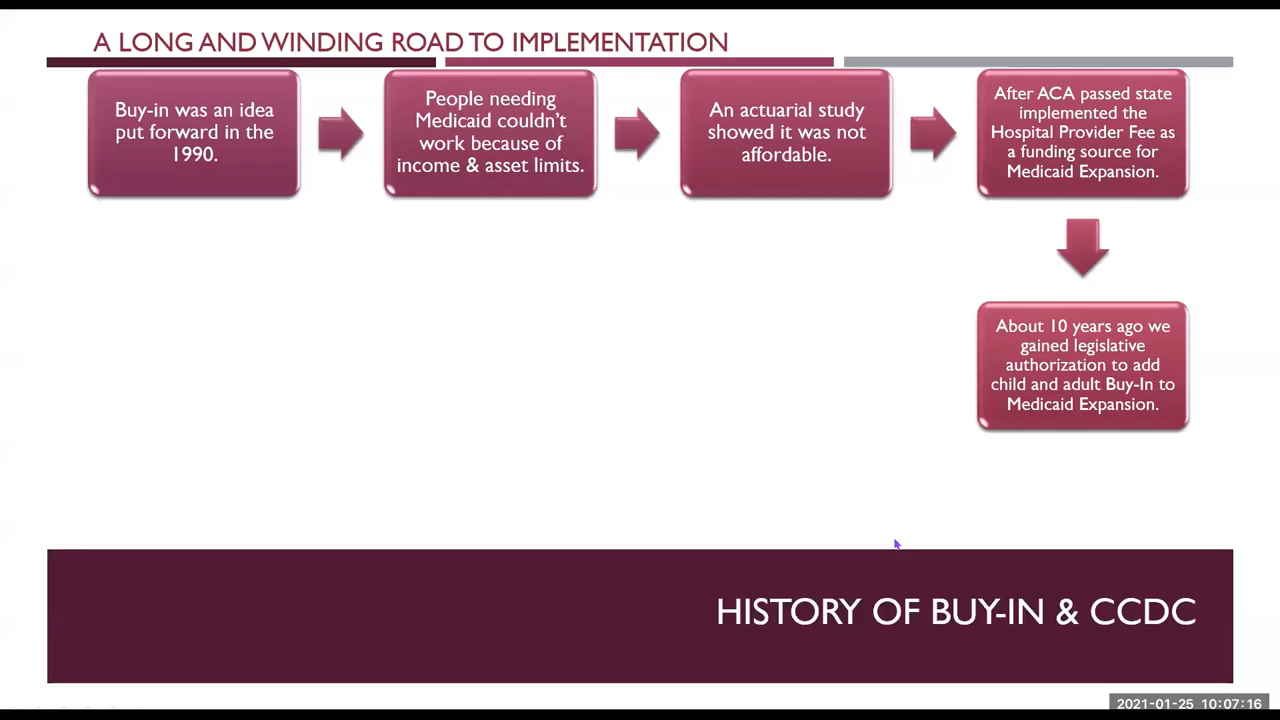 A LONG AND WINDING ROAD TO IMPLEMENTATION
Buy-in was an idea
put forward in the
1990.
People needing
Medicaid couldn't
work because of
income & asset limits.
An actuarial study
showed it was not
affordable.
After ACA passed state
implemented the
Hospital Provider Fee as
a funding source for
Medicaid Expansion.
About 10 years ago we
gained legislative
authorization to add
child and adult Buy-In to
Medicaid Expansion.
HISTORY OF BUY-IN & CCDC
2021-01-25 10:07:16